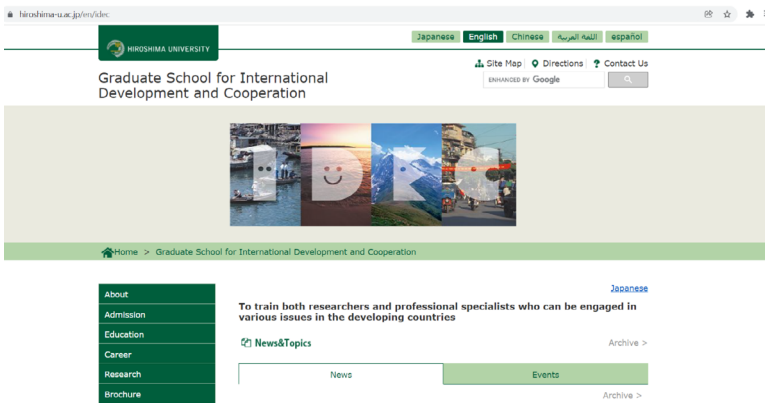 hiroshima-u.ac.jp/en/idec
HIROSHIMA UNIVERSITY
Japanese English Chinese اللغة العربية español
Site Map Directions Contact Us
Graduate School for International
Development and Cooperation
ENHANCED BY Google
IDEC
Home > Graduate School for International Development and Cooperation
About
Admission
Education
Career
Research
Brochure
Japanese
To train both researchers and professional specialists who can be engaged in
various issues in the developing countries
News&Topics Archive >
News Events
Archive >